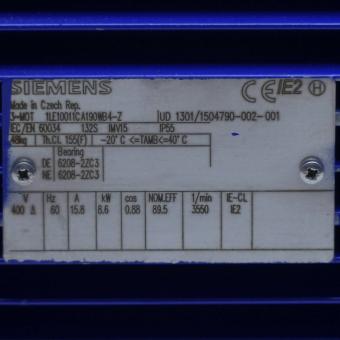 SIEMENS CE IE2 H
Made in Czech Rep.
3~MOT 1LE10011CA190WB4-Z UD 1301/1504790-002-001
IEC/EN 60034 132S IMV15 IP55
48kg Th.CL 155(F) -20°C <=TAMB<=40°C
Bearing
DE 6208-2ZC3
NE 6208-2ZC3
V Hz A kW cos NOM.EFF 1/min IE-CL
400 Δ 60 15.8 8.6 0.88 89.5 3550 IE2